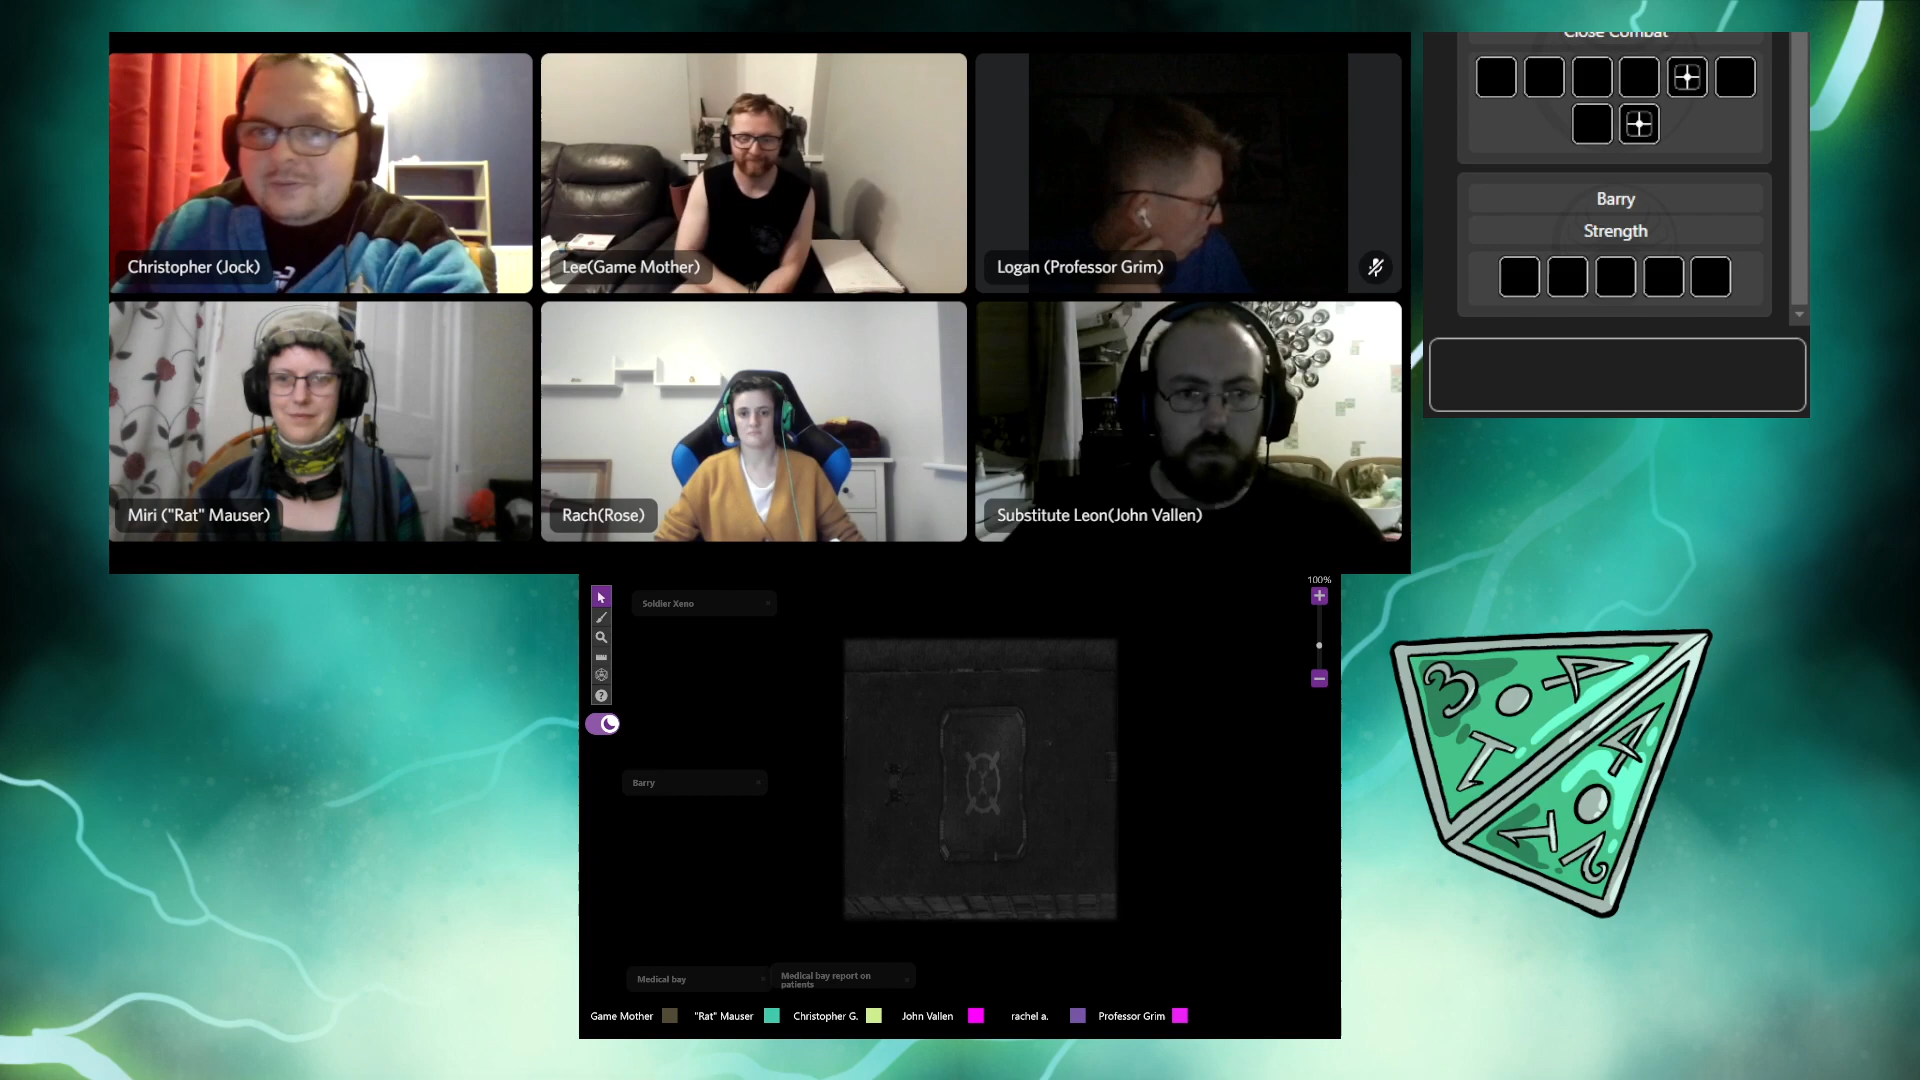 Christopher (Jock)
Lee(Game Mother)
Logan (Professor Grim)
Miri ("Rat" Mauser)
Rach(Rose)
Substitute Leon(John Vallen)
Close Combat
Barry
Strength
100%
Soldier Xeno
Barry
Medical bay
Medical bay report on
patients
Game Mother
"Rat" Mauser
Christopher G.
John Vallen
rachel a.
Professor Grim